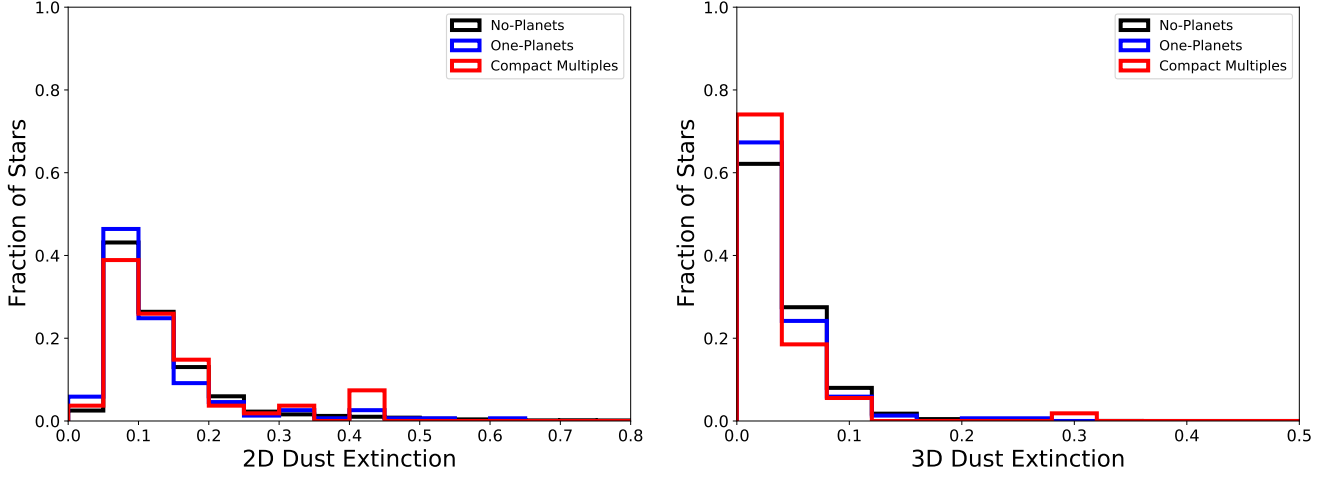 1.0
0.8
0.6
0.4
0.2
0.0
Fraction of Stars
No-Planets
One-Planets
Compact Multiples
0.0 0.1 0.2 0.3 0.4 0.5 0.6 0.7 0.8
2D Dust Extinction
1.0
0.8
0.6
0.4
0.2
0.0
Fraction of Stars
No-Planets
One-Planets
Compact Multiples
0.0 0.1 0.2 0.3 0.4 0.5
3D Dust Extinction